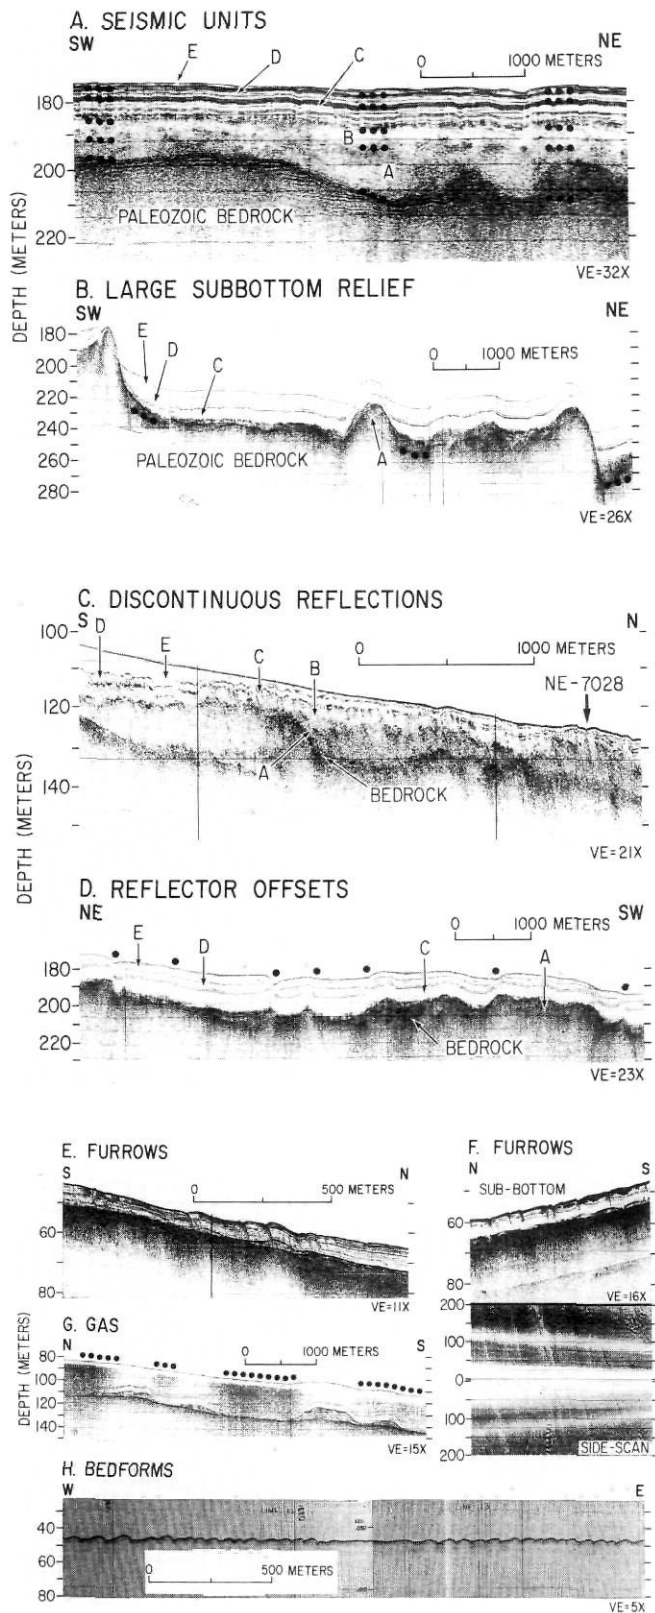 A. SEISMIC UNITS
SW NE
E D C 0 1000 METERS
180
B
200 A
PALEOZOIC BEDROCK
220
VE=32X
DEPTH (METERS)
B. LARGE SUBBOTTOM RELIEF
SW NE
180
E D C 0 1000 METERS
200
220
240
PALEOZOIC BEDROCK A
260
280
VE=26X
C. DISCONTINUOUS REFLECTIONS
S N
100
D E C B 0 1000 METERS
NE-7028
120
A
BEDROCK
140
VE=21X
DEPTH (METERS)
D. REFLECTOR OFFSETS
NE SW
0 1000 METERS
E D C A
180
200
220
BEDROCK
VE=23X
E. FURROWS
S N
0 500 METERS
60
80
VE=11X
F. FURROWS
N S
SUB-BOTTOM
60
80
VE=16X
200
100
0
100
200
SIDE-SCAN
G. GAS
N S
0 1000 METERS
80
100
120
140
DEPTH (METERS)
VE=15X
H. BEDFORMS
W E
40
60
80
0 500 METERS
VE=5X